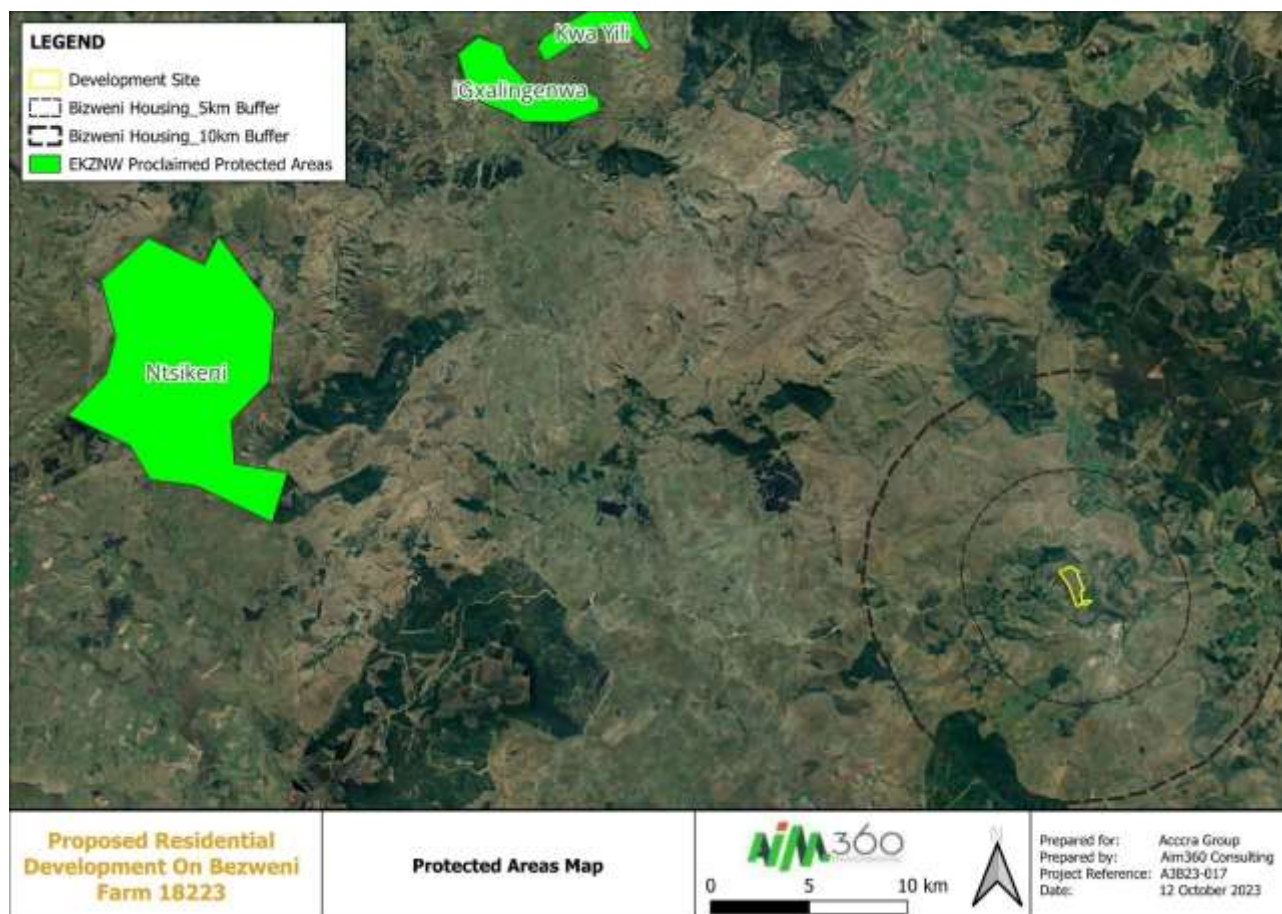 LEGEND
Development Site
Bizweni Housing_5km Buffer
Bizweni Housing_10km Buffer
EKZNW Proclaimed Protected Areas
Kwa Yili
iGxalingenwa
Ntsikeni
Proposed Residential
Development On Bezweni
Farm 18223
Protected Areas Map
AiM360
0 5 10 km
N
Prepared for: Acccra Group
Prepared by: Aim360 Consulting
Project Reference: A3B23-017
Date: 12 October 2023